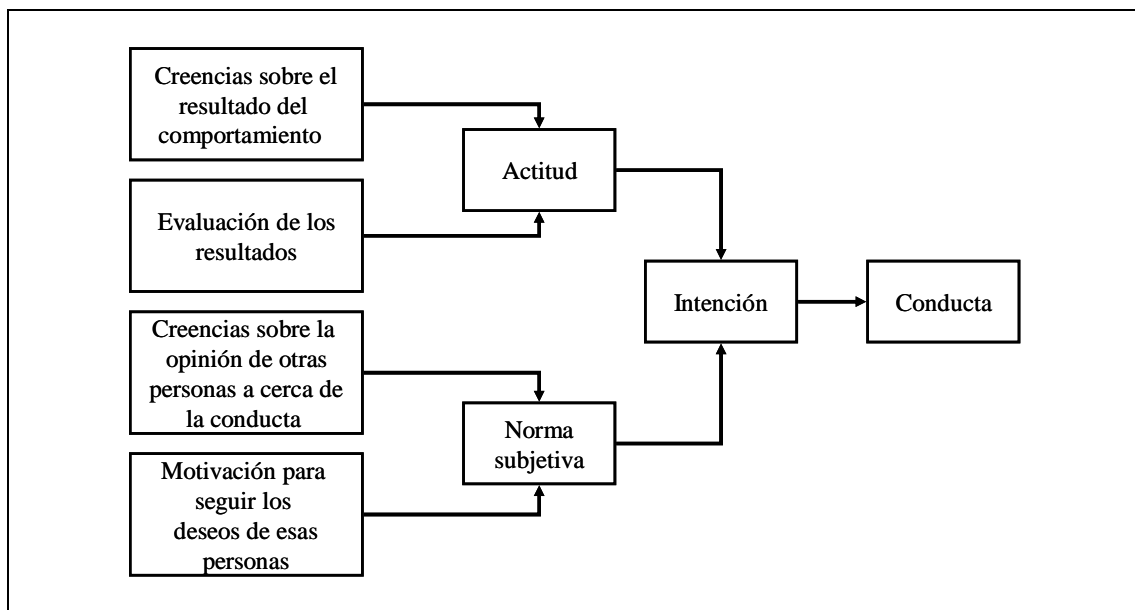 Creencias sobre el
resultado del
comportamiento
Evaluación de los
resultados
Creencias sobre la
opinión de otras
personas a cerca de
la conducta
Motivación para
seguir los
deseos de esas
personas
Actitud
Norma
subjetiva
Intención
Conducta